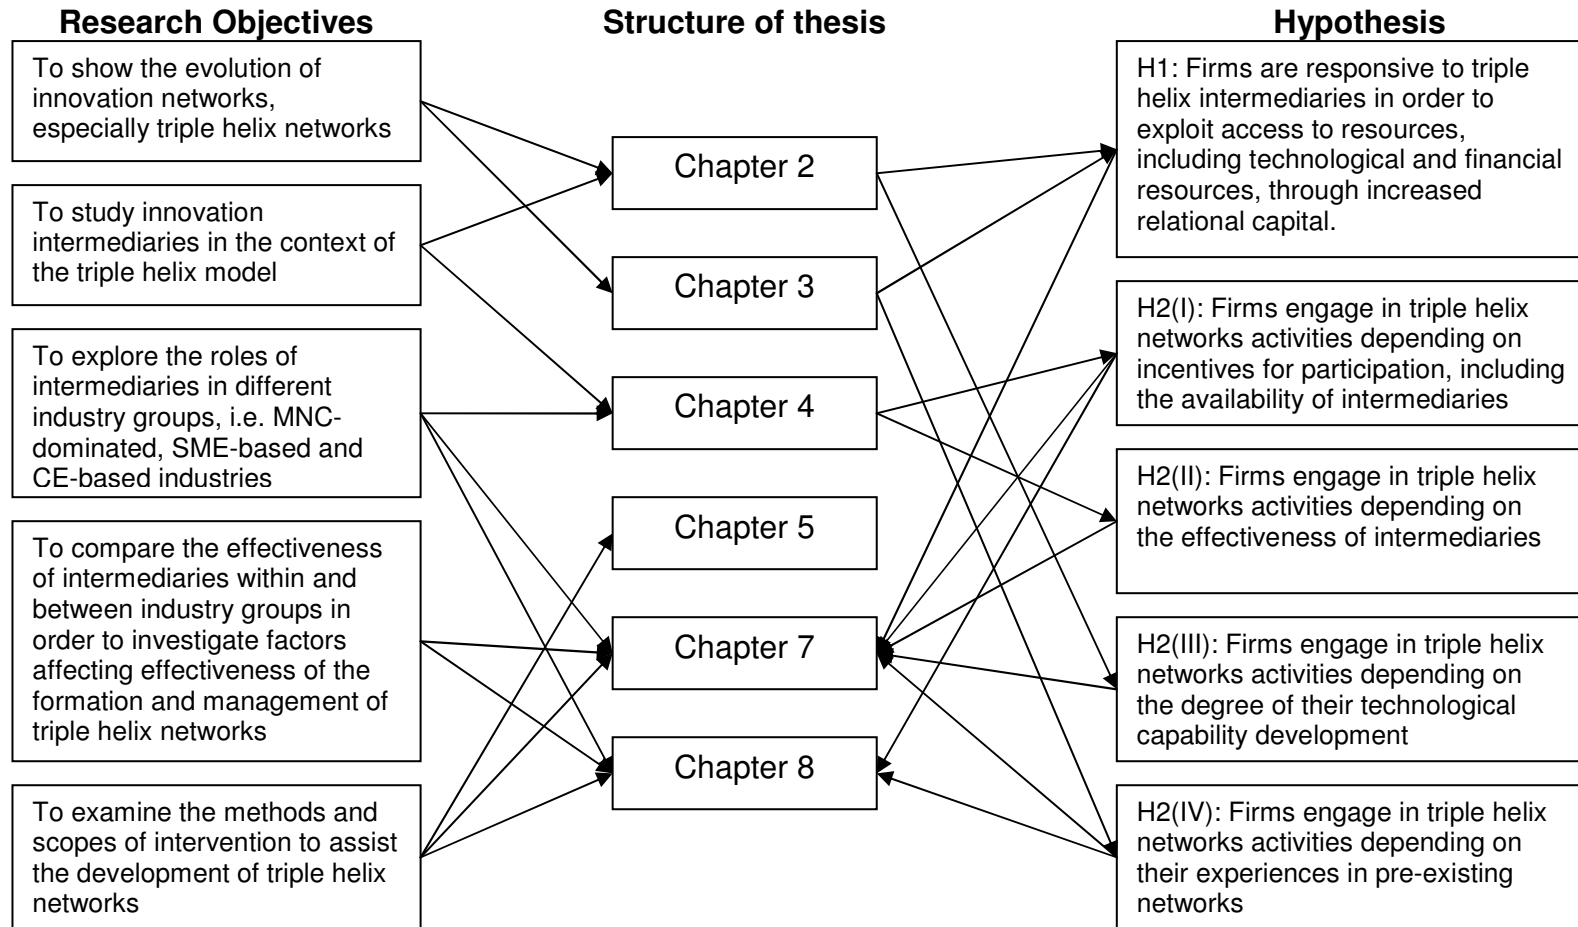 Research Objectives
To show the evolution of
innovation networks,
especially triple helix networks
To study innovation
intermediaries in the context of
the triple helix model
To explore the roles of
intermediaries in different
industry groups, i.e. MNC-
dominated, SME-based and
CE-based industries
To compare the effectiveness
of intermediaries within and
between industry groups in
order to investigate factors
affecting effectiveness of the
formation and management of
triple helix networks
To examine the methods and
scopes of intervention to assist
the development of triple helix
networks
Structure of thesis
Chapter 2
Chapter 3
Chapter 4
Chapter 5
Chapter 7
Chapter 8
Hypothesis
H1: Firms are responsive to triple
helix intermediaries in order to
exploit access to resources,
including technological and financial
resources, through increased
relational capital.
H2(I): Firms engage in triple helix
networks activities depending on
incentives for participation, including
the availability of intermediaries
H2(II): Firms engage in triple helix
networks activities depending on
the effectiveness of intermediaries
H2(III): Firms engage in triple helix
networks activities depending on
the degree of their technological
capability development
H2(IV): Firms engage in triple helix
networks activities depending on
their experiences in pre-existing
networks